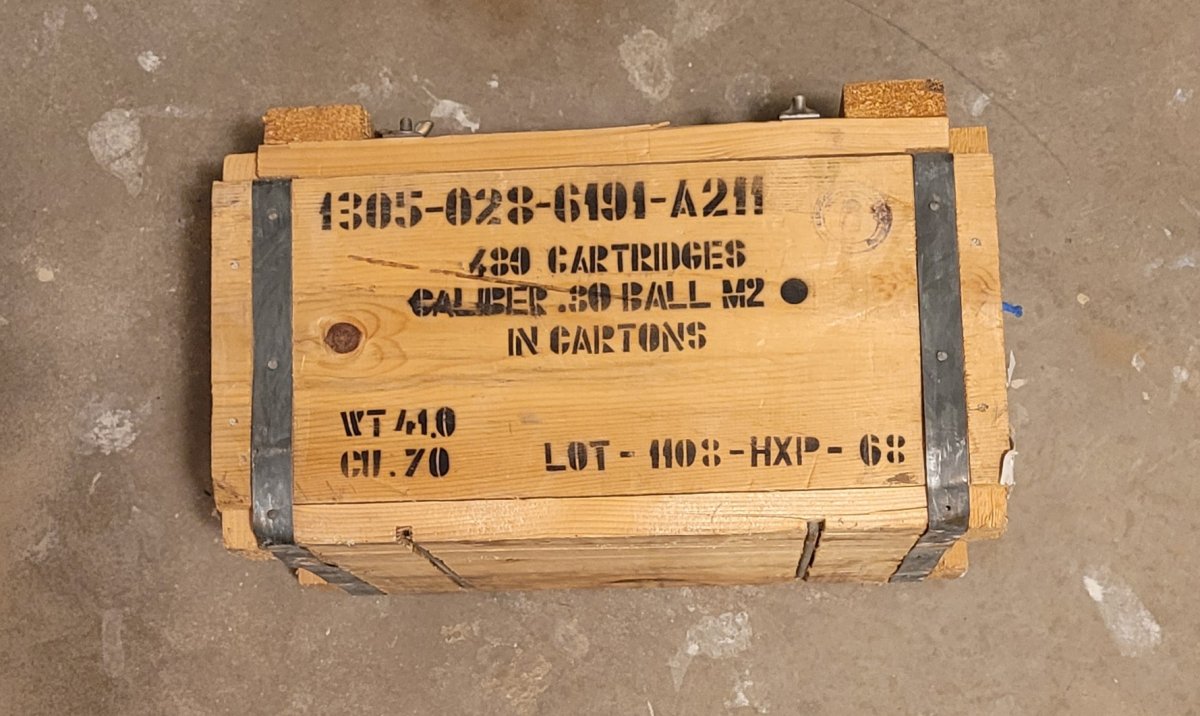 1305-028-6191-A211
480 CARTRIDGES
CALIBER .30 BALL M2
IN CARTONS
WT 41.0
CU. 70
LOT - 1108 - HXP - 68